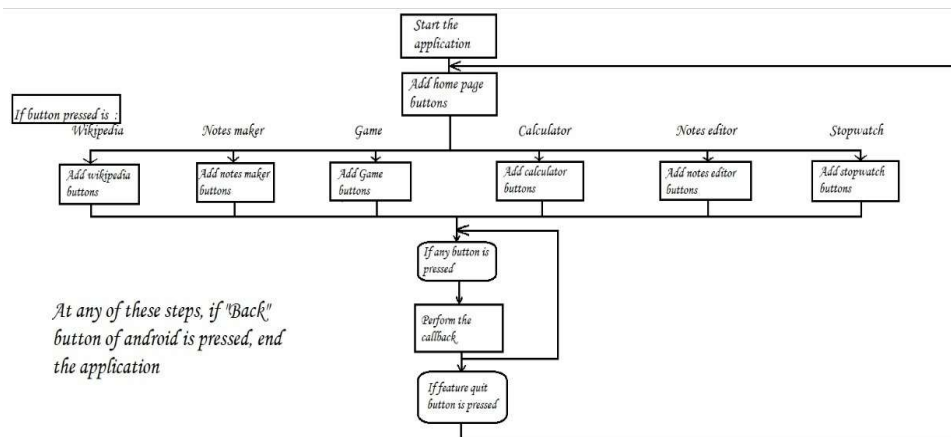 Start the
application
Add home page
buttons
If button pressed is :
Wikipedia
Notes maker
Game
Calculator
Notes editor
Stopwatch
Add wikipedia
buttons
Add notes maker
buttons
Add Game
buttons
Add calculator
buttons
Add notes editor
buttons
Add stopwatch
buttons
If any button is
pressed
Perform the
callback
If feature quit
button is pressed
At any of these steps, if "Back"
button of android is pressed, end
the application